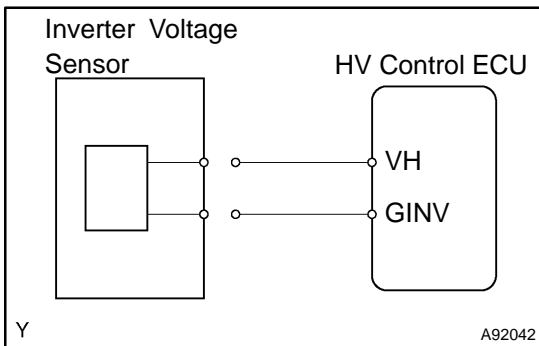 Inverter Voltage
Sensor
HV Control ECU
VH
GINV
Y
A92042